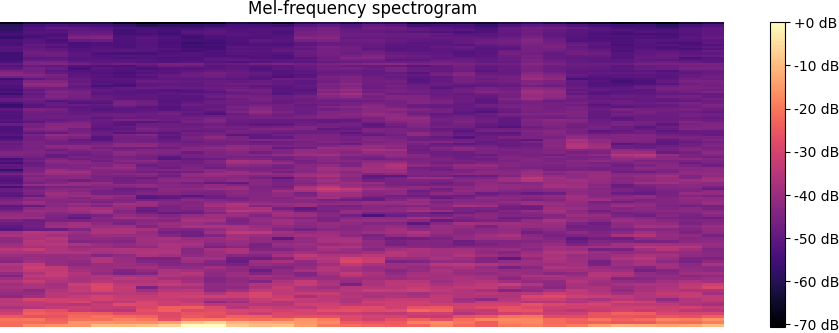 Mel-frequency spectrogram
+0 dB
-10 dB
-20 dB
-30 dB
-40 dB
-50 dB
-60 dB
-70 dB